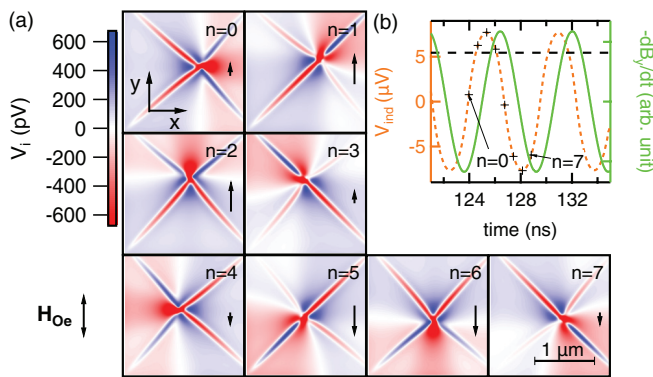 (a)
600
400
200
0
-200
-400
-600
V_i (pV)
n=0
y
x
n=1
n=2
n=3
H_Oe
n=4
n=5
n=6
n=7
1 μm
(b)
V_ind (μV)
5
0
-5
n=0
n=7
124
128
132
time (ns)
-dB_y/dt (arb. unit)